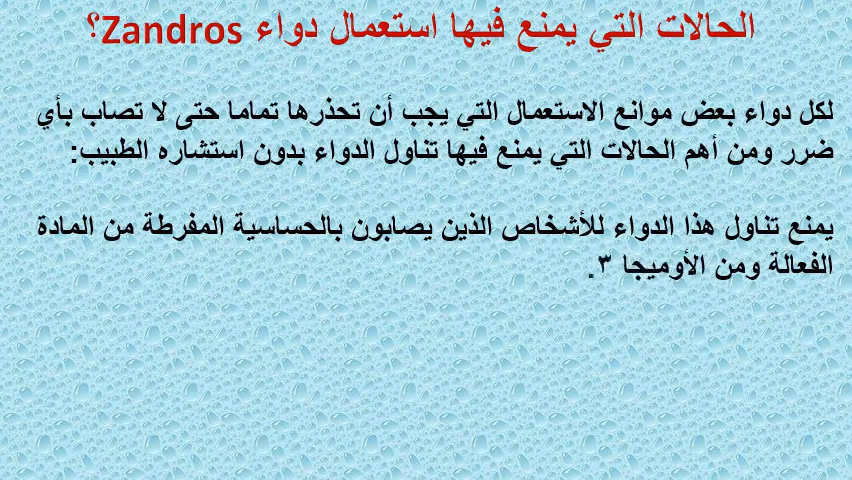 الحالات التي يمنع فيها استعمال دواء Zandros؟
لكل دواء بعض موانع الاستعمال التي يجب أن تحذرها تماما حتى لا تصاب بأي
ضرر ومن أهم الحالات التي يمنع فيها تناول الدواء بدون استشاره الطبيب:
يمنع تناول هذا الدواء للأشخاص الذين يصابون بالحساسية المفرطة من المادة
الفعالة ومن الأوميجا ٣.